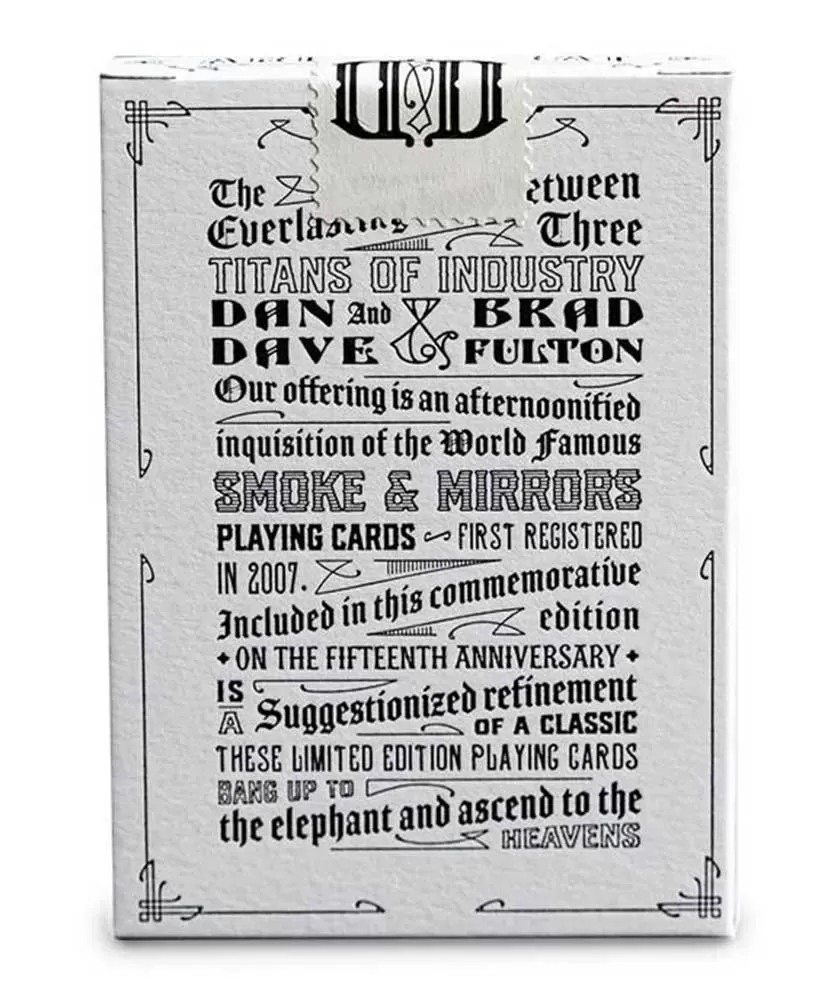 D&D
The etween
Everlasting Three
TITANS OF INDUSTRY
DAN And & BRAD
DAVE FULTON
Our offering is an afternoonified
inquisition of the World Famous
SMOKE & MIRRORS
PLAYING CARDS ~ FIRST REGISTERED
IN 2007.
Included in this commemorative
edition
✦ ON THE FIFTEENTH ANNIVERSARY ✦
IS A Suggestionized refinement
OF A CLASSIC
THESE LIMITED EDITION PLAYING CARDS
BANG UP TO
the elephant and ascend to the
HEAVENS